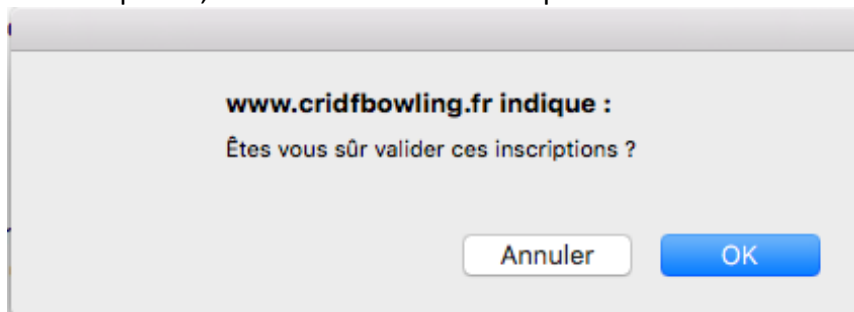 www.cridfbowling.fr indique :
Êtes vous sûr valider ces inscriptions ?
Annuler
OK